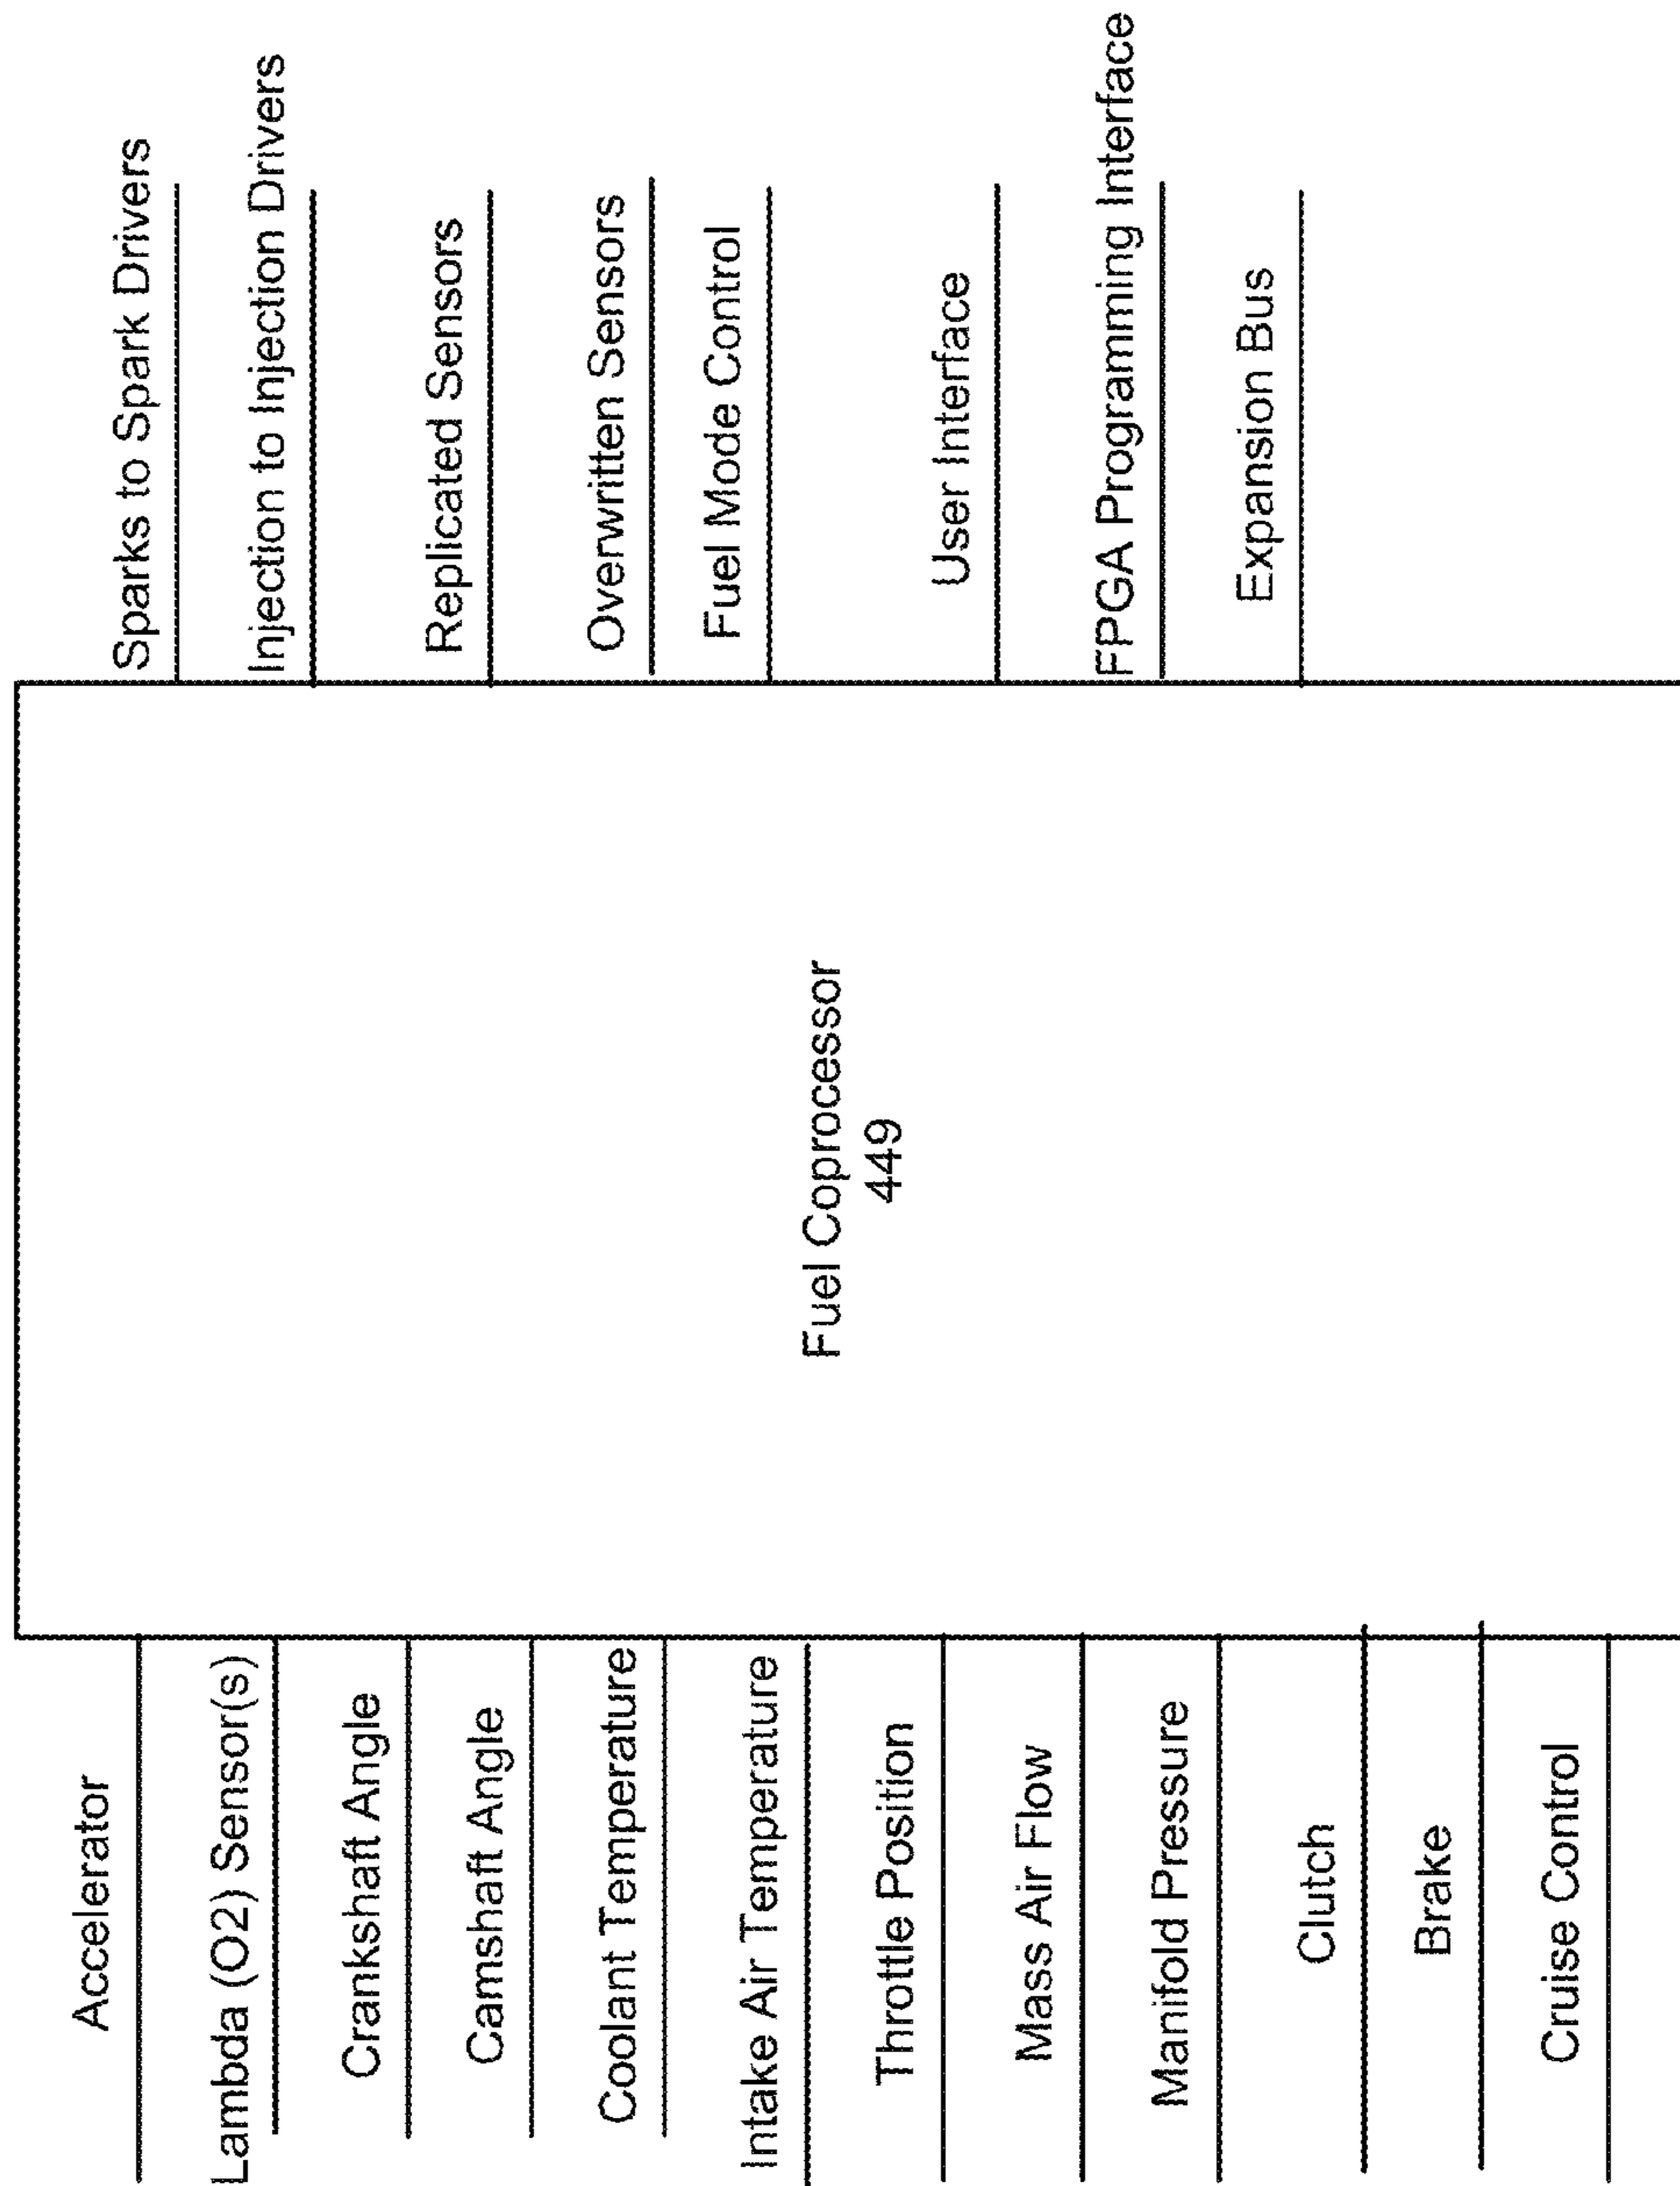 Accelerator
Lambda (O2) Sensor(s)
Crankshaft Angle
Camshaft Angle
Coolant Temperature
Intake Air Temperature
Throttle Position
Mass Air Flow
Manifold Pressure
Clutch
Brake
Cruise Control
Fuel Coprocessor
449
Sparks to Spark Drivers
Injection to Injection Drivers
Replicated Sensors
Overwritten Sensors
Fuel Mode Control
User Interface
FPGA Programming Interface
Expansion Bus